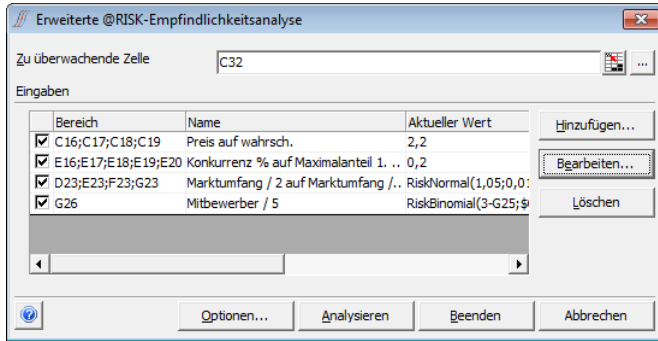 Erweiterte @RISK-Empfindlichkeitsanalyse
Zu überwachende Zelle C32 ...
Eingaben
Bereich Name Aktueller Wert
C16;C17;C18;C19 Preis auf wahrsch. 2,2
E16;E17;E18;E19;E20 Konkurrenz % auf Maximalanteil 1. .. 0,2
D23;E23;F23;G23 Marktumfang / 2 auf Marktumfang /.. RiskNormal(1,05;0,01
G26 Mitbewerber / 5 RiskBinomial(3-G25;$
Hinzufügen...
Bearbeiten...
Löschen
Optionen... Analysieren Beenden Abbrechen